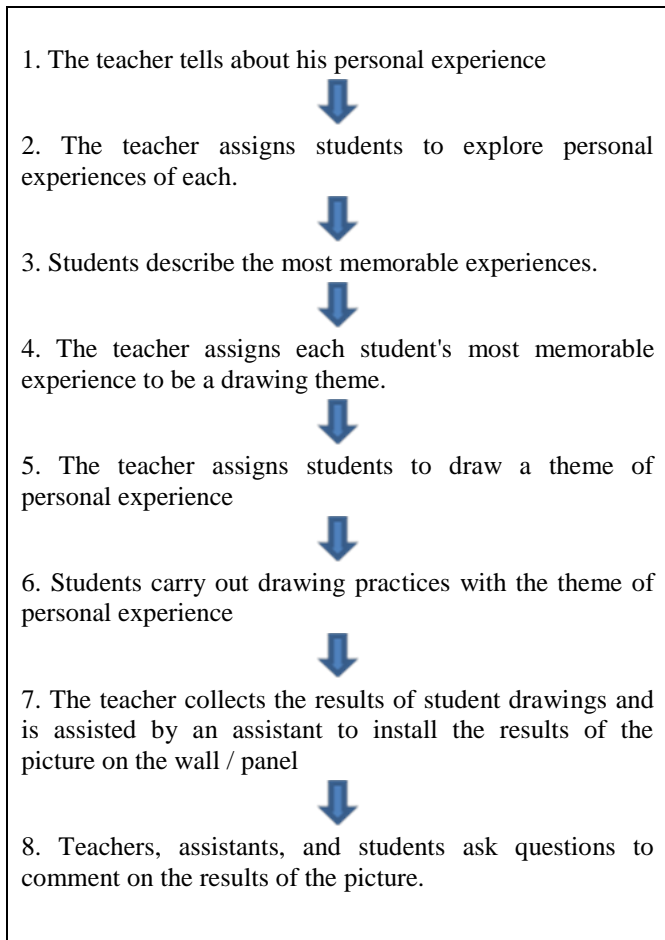 1. The teacher tells about his personal experience
2. The teacher assigns students to explore personal
experiences of each.
3. Students describe the most memorable experiences.
4. The teacher assigns each student's most memorable
experience to be a drawing theme.
5. The teacher assigns students to draw a theme of
personal experience
6. Students carry out drawing practices with the theme of
personal experience
7. The teacher collects the results of student drawings and
is assisted by an assistant to install the results of the
picture on the wall / panel
8. Teachers, assistants, and students ask questions to
comment on the results of the picture.